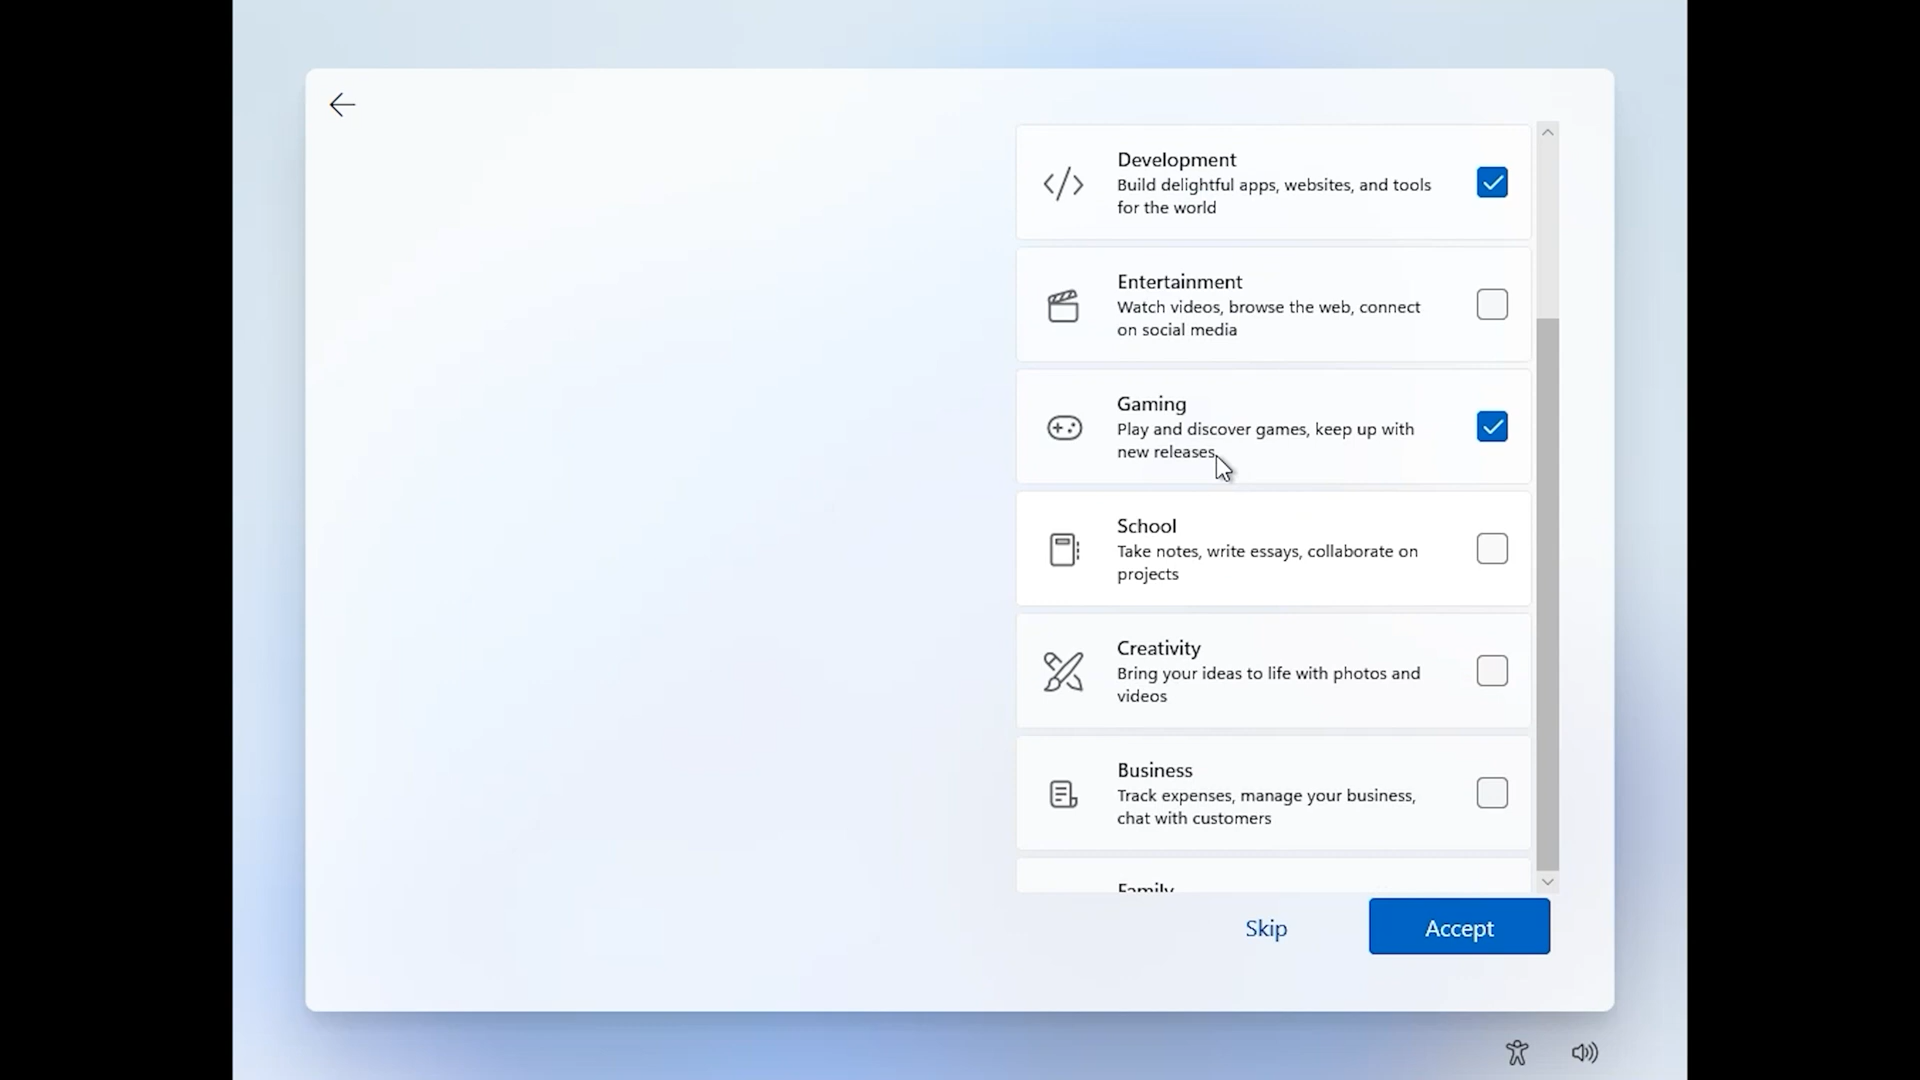 Development
Build delightful apps, websites, and tools
for the world
Entertainment
Watch videos, browse the web, connect
on social media
Gaming
Play and discover games, keep up with
new releases
School
Take notes, write essays, collaborate on
projects
Creativity
Bring your ideas to life with photos and
videos
Business
Track expenses, manage your business,
chat with customers
Family
Skip
Accept